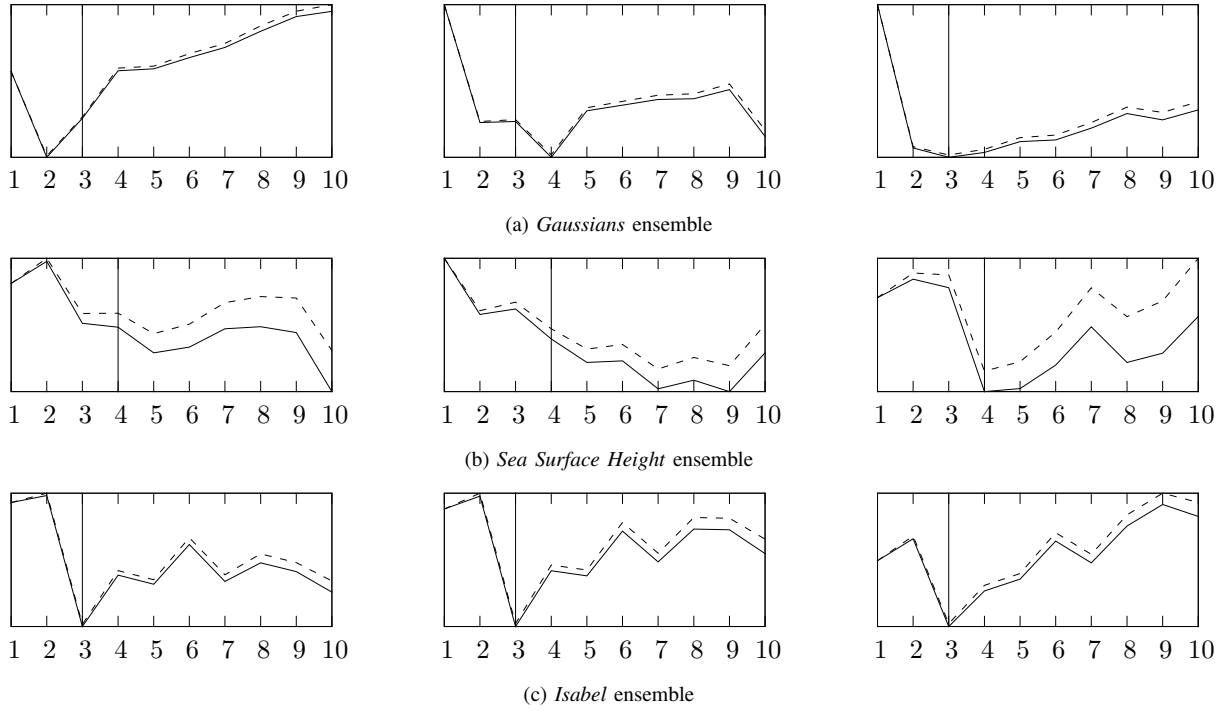 1 2 3 4 5 6 7 8 9 10 1 2 3 4 5 6 7 8 9 10 1 2 3 4 5 6 7 8 9 10
(a) Gaussians ensemble
1 2 3 4 5 6 7 8 9 10 1 2 3 4 5 6 7 8 9 10 1 2 3 4 5 6 7 8 9 10
(b) Sea Surface Height ensemble
1 2 3 4 5 6 7 8 9 10 1 2 3 4 5 6 7 8 9 10 1 2 3 4 5 6 7 8 9 10
(c) Isabel ensemble